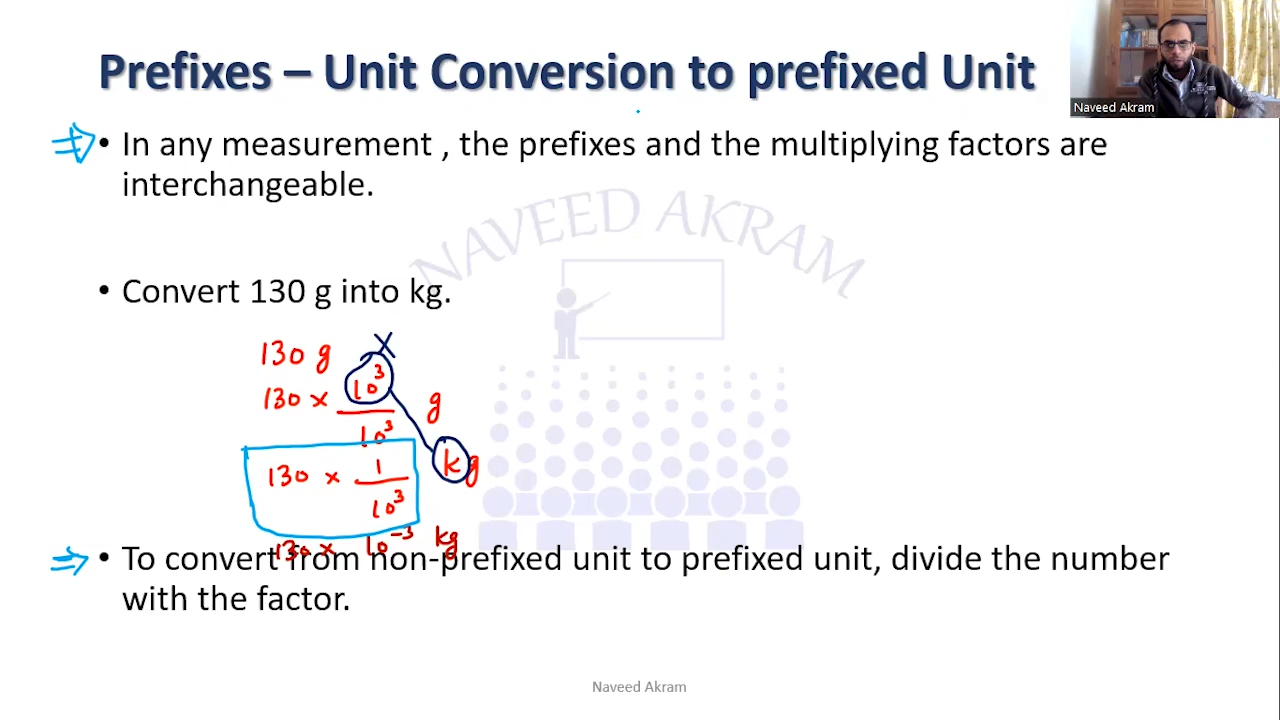 Prefixes – Unit Conversion to prefixed Unit
Naveed Akram
• In any measurement , the prefixes and the multiplying factors are
interchangeable.
NAVEED AKRAM
• Convert 130 g into kg.
130 g
130 × 10³ g
10³
130 × 1 kg
10³
130 × 10⁻³ kg
• To convert from non-prefixed unit to prefixed unit, divide the number
with the factor.
Naveed Akram